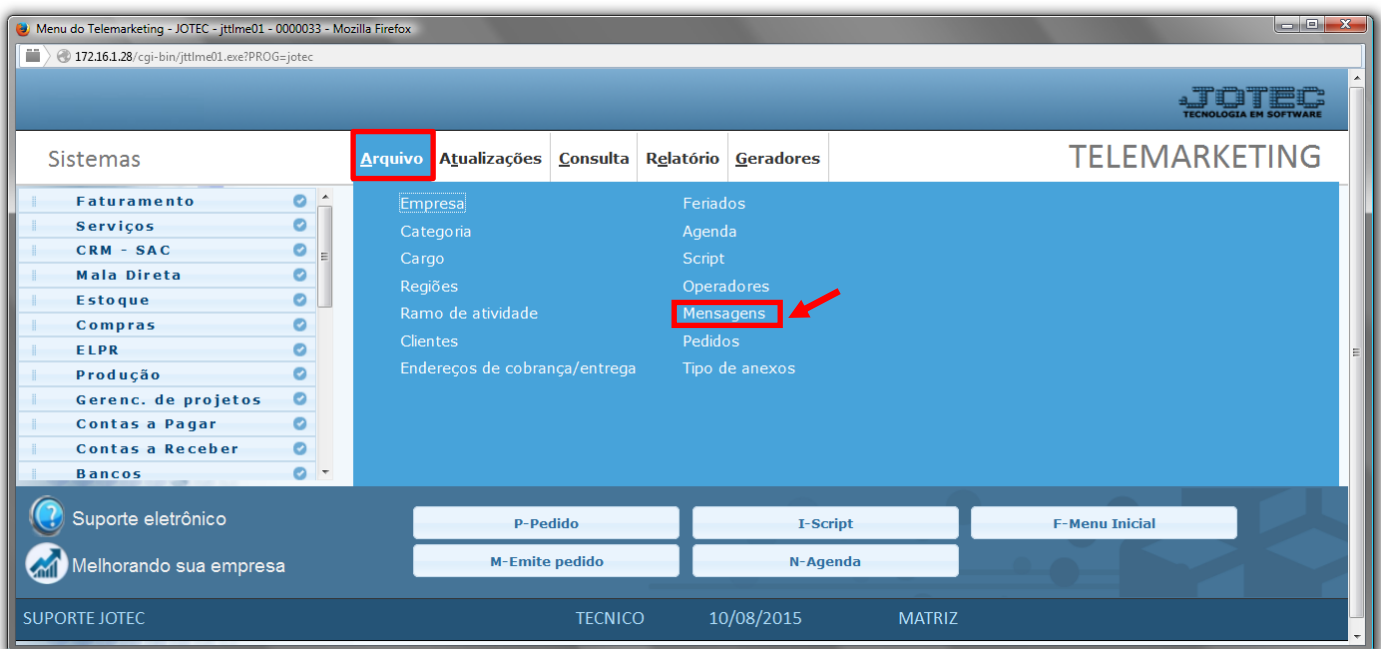 Menu do Telemarketing - JOTEC - jttlme01 - 0000033 - Mozilla Firefox
172.16.1.28/cgi-bin/jttlme01.exe?PROG=jotec
JOTEC
TECNOLOGIA EM SOFTWARE
Sistemas
Arquivo Atualizações Consulta Relatório Geradores
TELEMARKETING
Faturamento
Serviços
CRM - SAC
Mala Direta
Estoque
Compras
ELPR
Produção
Gerenc. de projetos
Contas a Pagar
Contas a Receber
Bancos
Empresa
Categoria
Cargo
Regiões
Ramo de atividade
Clientes
Endereços de cobrança/entrega
Feriados
Agenda
Script
Operadores
Mensagens
Pedidos
Tipo de anexos
Suporte eletrônico
Melhorando sua empresa
P-Pedido I-Script F-Menu Inicial
M-Emite pedido N-Agenda
SUPORTE JOTEC TECNICO 10/08/2015 MATRIZ